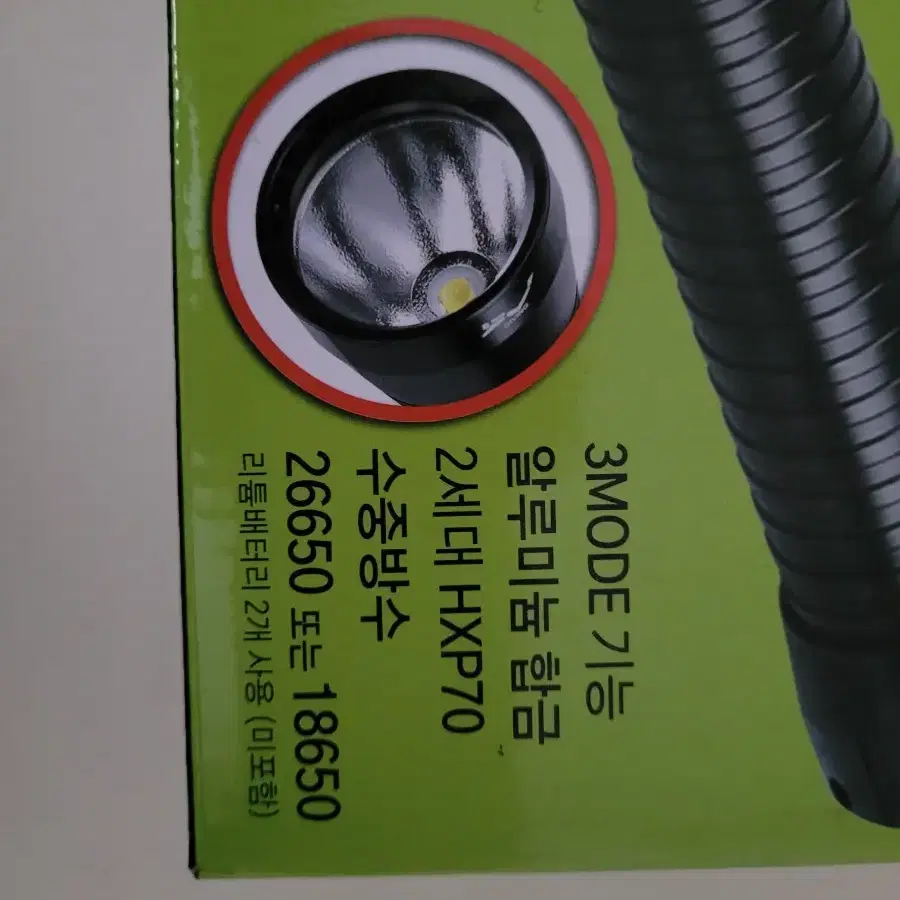 3MODE 기능
알루미늄 합금
2세대 HXP70
수중방수
26650 또는 18650
리튬배터리 2개 사용 (미포함)